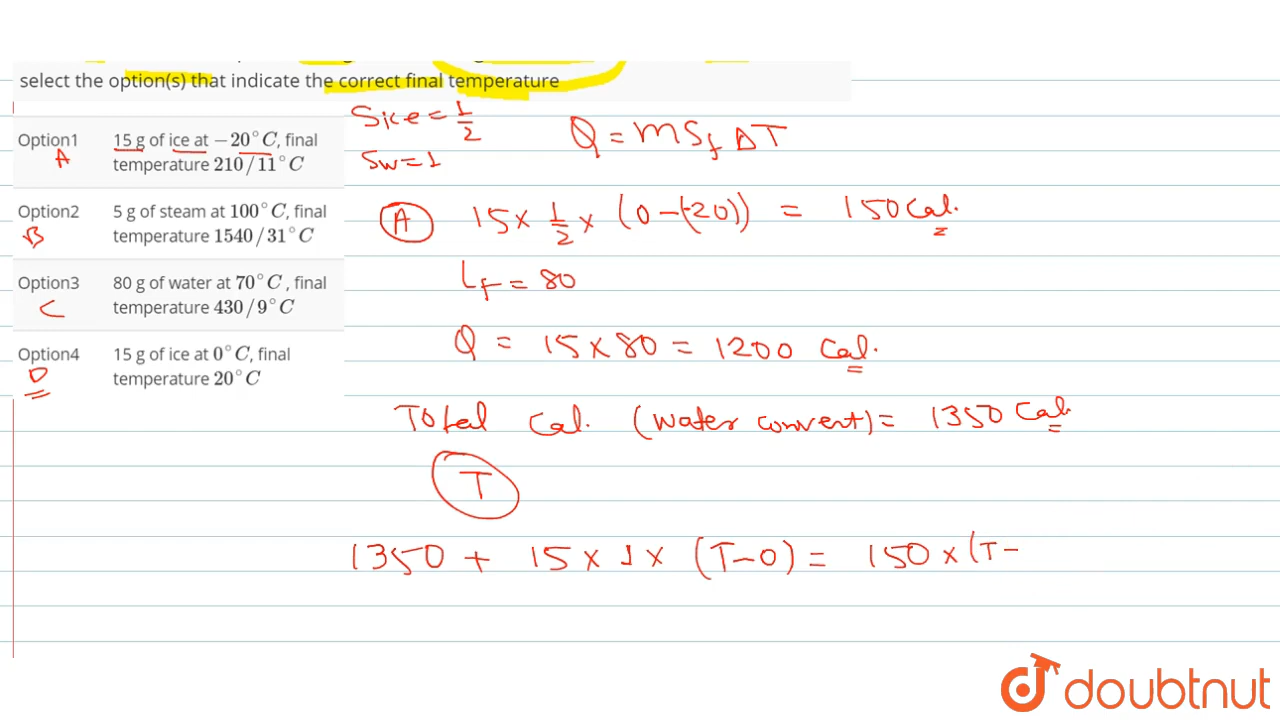 select the option(s) that indicate the correct final temperature
Option1 15 g of ice at −20°C, final
temperature 210/11°C
A
Option2 5 g of steam at 100°C, final
temperature 1540/31°C
B
Option3 80 g of water at 70°C , final
temperature 430/9°C
C
Option4 15 g of ice at 0°C, final
temperature 20°C
D
Sice = 1/2
Sw = 1
Q = m Sf ΔT
A 15 × 1/2 × (0-(-20)) = 150 Cal.
LF = 80
Q = 15 × 80 = 1200 Cal.
Total Cal. (water convert) = 1350 Cal.
T
1350 + 15 × 1 × (T-0) = 150 × (T-
doubtnut